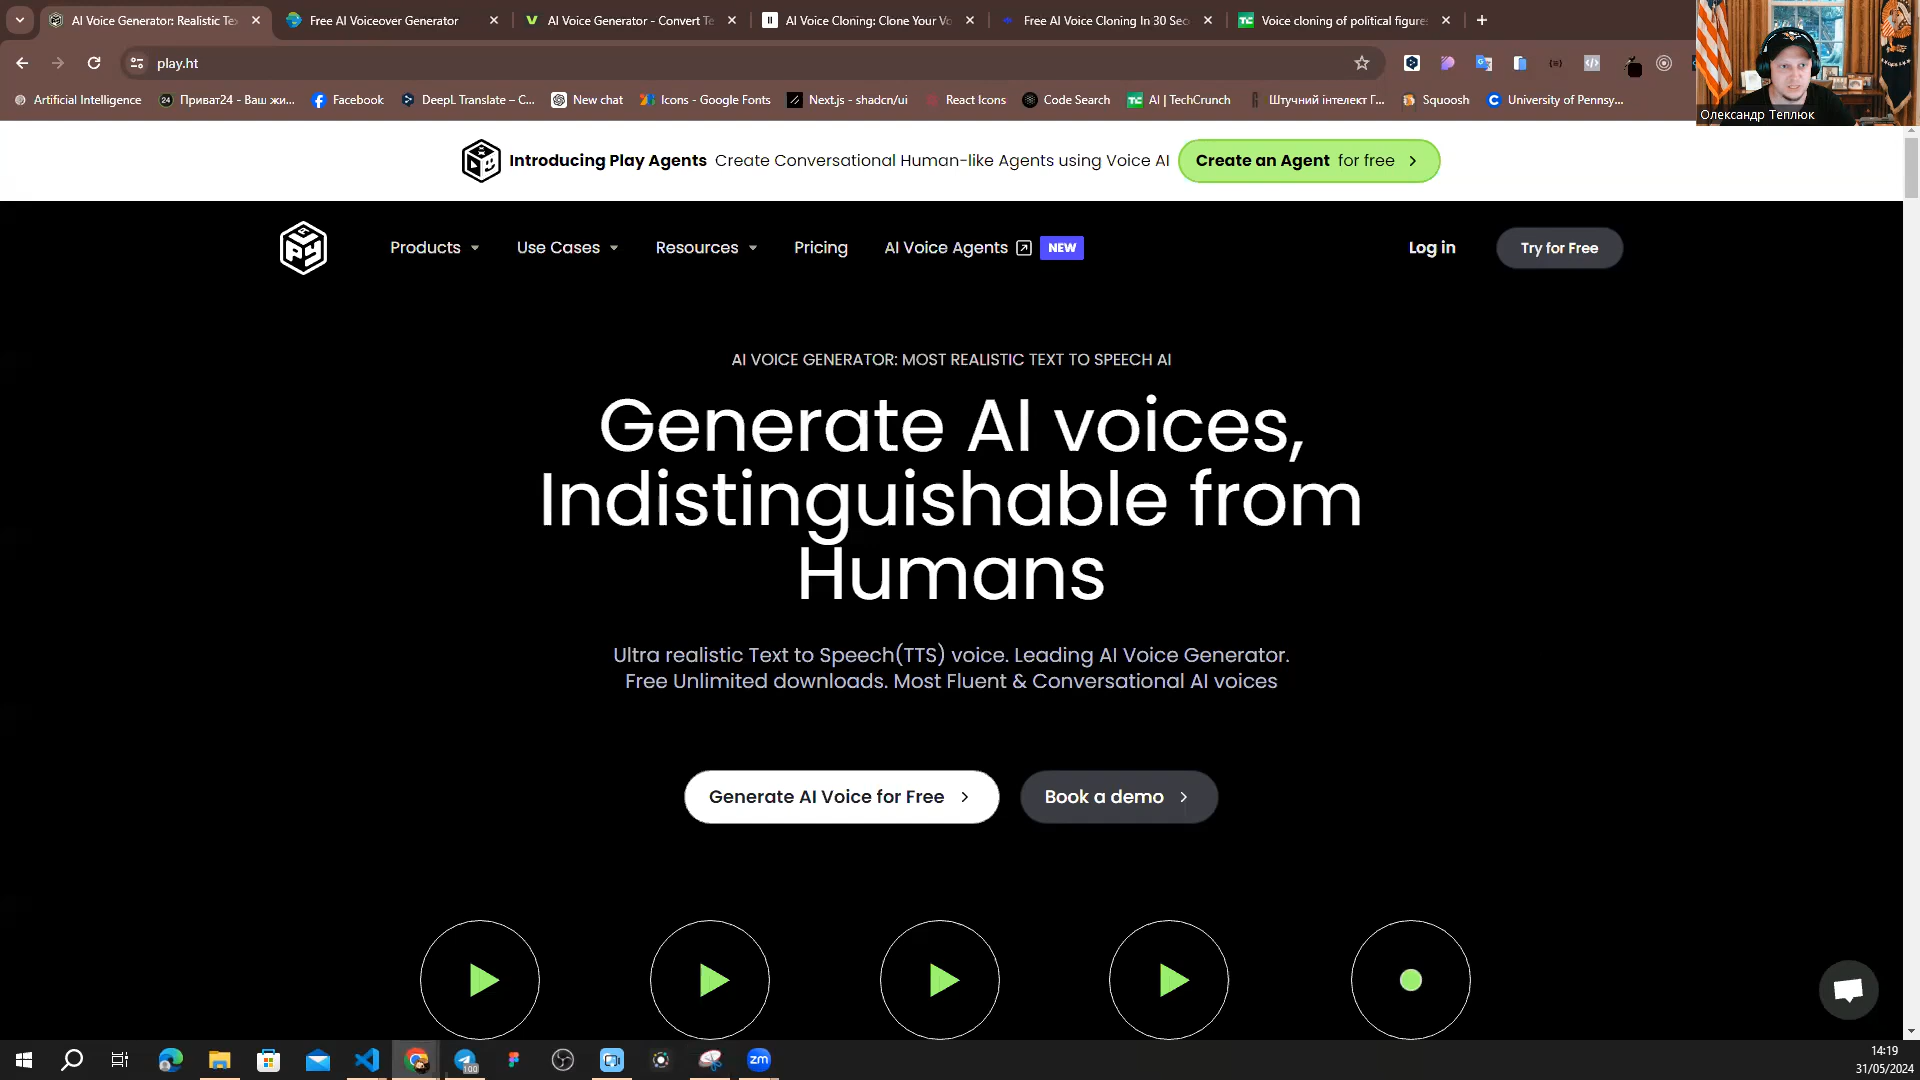 AI Voice Generator: Realistic Te
Free AI Voiceover Generator
AI Voice Generator - Convert Te
AI Voice Cloning: Clone Your Vo
Free AI Voice Cloning In 30 Sec
Voice cloning of political figure
play.ht
Artificial Intelligence
24 Приват24 - Ваш жи...
Facebook
DeepL Translate – C...
New chat
Icons - Google Fonts
Next.js - shadcn/ui
React Icons
Code Search
AI | TechCrunch
Штучний інтелект Г...
Squoosh
University of Pennsy...
Олександр Теплюк
Introducing Play Agents Create Conversational Human-like Agents using Voice AI
Create an Agent for free
Products
Use Cases
Resources
Pricing
AI Voice Agents
NEW
Log in
Try for Free
AI VOICE GENERATOR: MOST REALISTIC TEXT TO SPEECH AI
Generate AI voices,
Indistinguishable from
Humans
Ultra realistic Text to Speech(TTS) voice. Leading AI Voice Generator.
Free Unlimited downloads. Most Fluent & Conversational AI voices
Generate AI Voice for Free
Book a demo
100
zm
14:19
31/05/2024